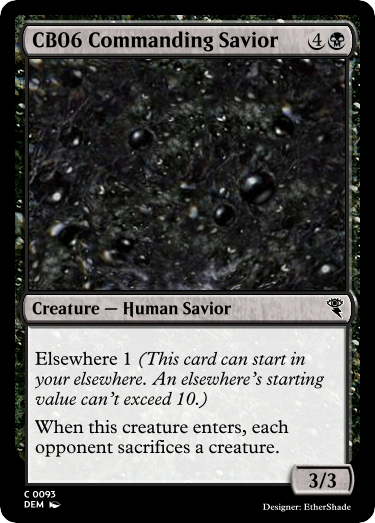 CB06 Commanding Savior 4
Creature — Human Savior
Elsewhere 1 (This card can start in
your elsewhere. An elsewhere's starting
value can't exceed 10.)
When this creature enters, each
opponent sacrifices a creature.
3/3
C 0093
DEM
Designer: EtherShade